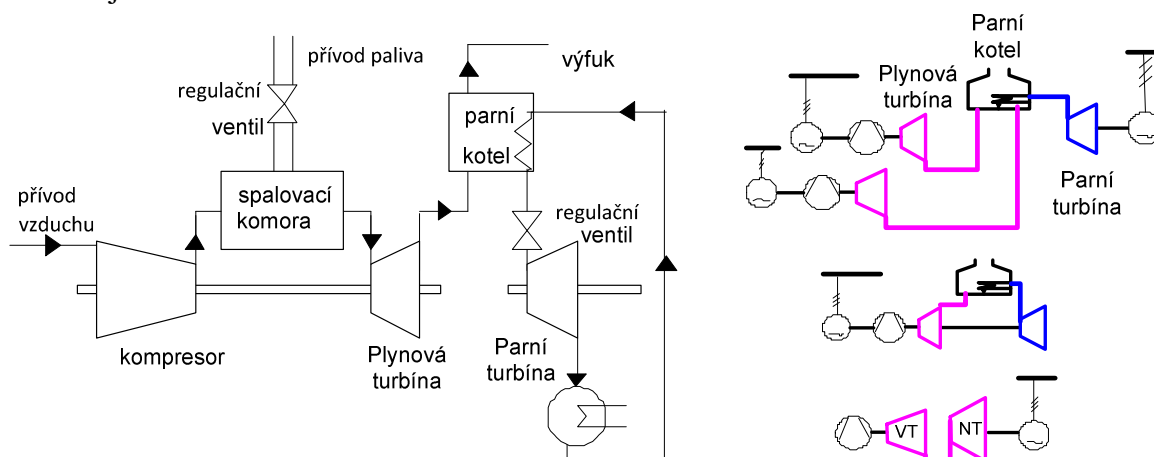 přívod paliva
regulační
ventil
výfuk
parní
kotel
přívod
vzduchu
spalovací
komora
regulační
ventil
kompresor
Plynová
turbína
Parní
turbína
Parní
kotel
Plynová
turbína
Parní
turbína
VT
NT